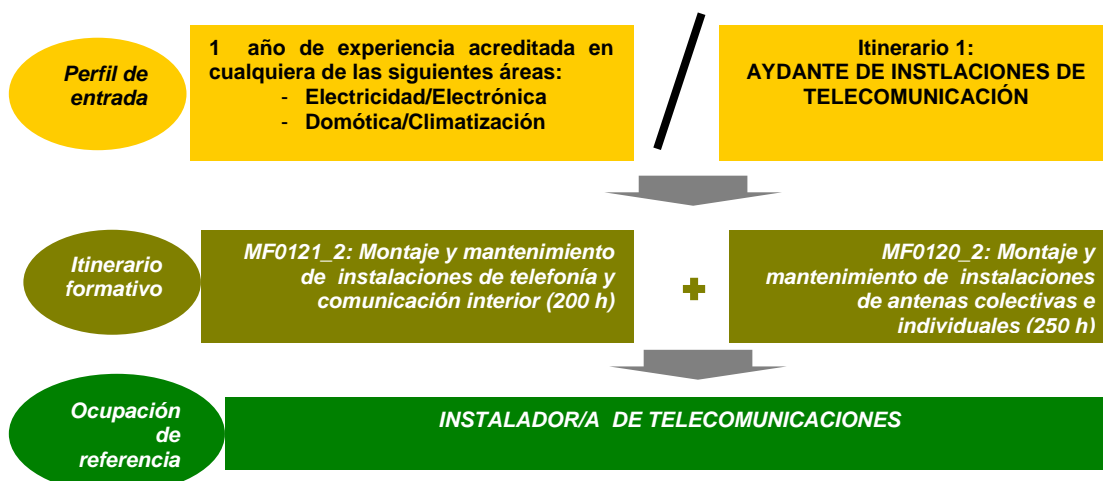 Perfil de
entrada
1 año de experiencia acreditada en
cualquiera de las siguientes áreas:
- Electricidad/Electrónica
- Domótica/Climatización
/
Itinerario 1:
AYDANTE DE INSTLACIONES DE
TELECOMUNICACIÓN
Itinerario
formativo
MF0121_2: Montaje y mantenimiento
de instalaciones de telefonía y
comunicación interior (200 h)
+
MF0120_2: Montaje y
mantenimiento de instalaciones
de antenas colectivas e
individuales (250 h)
Ocupación
de
referencia
INSTALADOR/A DE TELECOMUNICACIONES